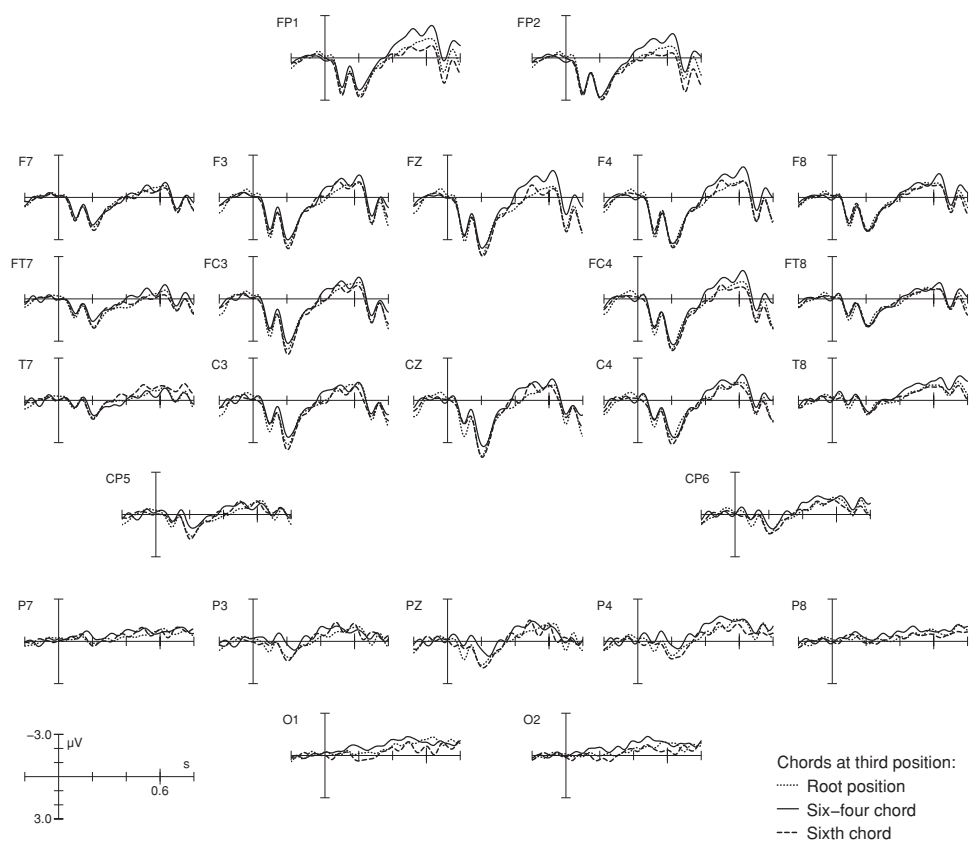 FP1 FP2
F7 F3 FZ F4 F8
FT7 FC3 FC4 FT8
T7 C3 CZ C4 T8
CP5 CP6
P7 P3 PZ P4 P8
O1 O2
−3.0 µV
s
0.6
3.0
Chords at third position:
Root position
Six−four chord
Sixth chord